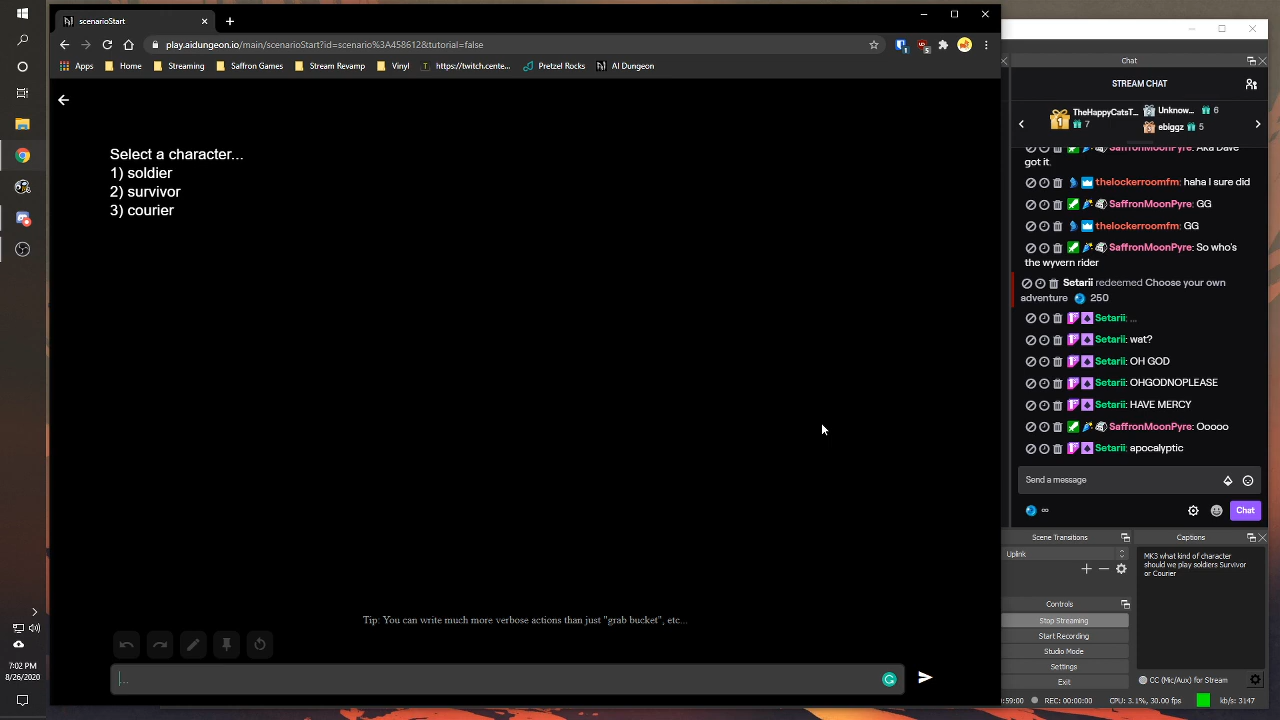 scenarioStart
play.aidungeon.io/main/scenarioStart?id=scenario%3A458612&tutorial=false
Apps Home Streaming Saffron Games Stream Revamp Vinyl https://twitch.cente... Pretzel Rocks AI Dungeon
Select a character...
1) soldier
2) survivor
3) courier
Tip: You can write much more verbose actions than just "grab bucket", etc...
...
Chat
STREAM CHAT
TheHappyCatsT... 7
Unknow... 6
ebiggz 5
SaffronMoonPyre: Aka Dave
got it.
thelockerroomfm: haha I sure did
SaffronMoonPyre: GG
thelockerroomfm: GG
SaffronMoonPyre: So who's
the wyvern rider
Setarii redeemed Choose your own
adventure 250
Setarii: ...
Setarii: wat?
Setarii: OH GOD
Setarii: OHGODNOPLEASE
Setarii: HAVE MERCY
SaffronMoonPyre: Ooooo
Setarii: apocalyptic
Send a message
∞
Chat
Scene Transitions
Uplink
Controls
Stop Streaming
Start Recording
Studio Mode
Settings
Exit
Captions
MK3 what kind of character
should we play soldiers Survivor
or Courier
CC (Mic/Aux) for Stream
:59:00 REC: 00:00:00 CPU: 3.1%, 30.00 fps kb/s: 3147
7:02 PM
8/26/2020